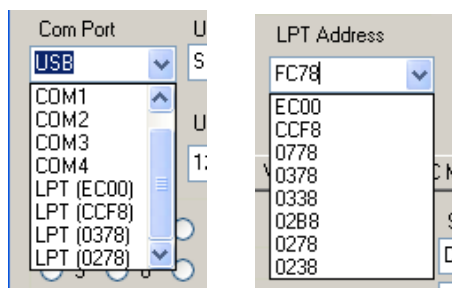 Com Port
U
USB
S
COM1
COM2
U
COM3
COM4
12
LPT (EC00)
LPT (CCF8)
LPT (0378)
LPT (0278)
LPT Address
FC78
EC00
CCF8
0778
0378
0338
02B8
0278
0238